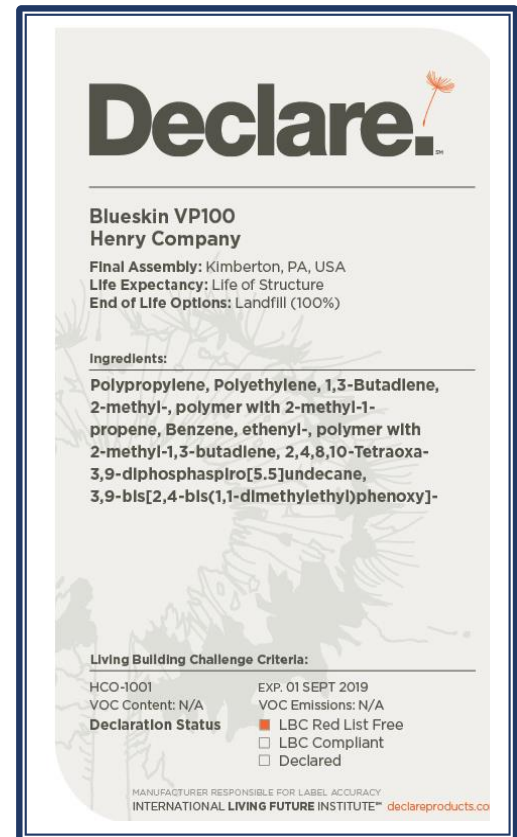 Declare.
SM
Blueskin VP100
Henry Company
Final Assembly: Kimberton, PA, USA
Life Expectancy: Life of Structure
End of Life Options: Landfill (100%)
Ingredients:
Polypropylene, Polyethylene, 1,3-Butadiene,
2-methyl-, polymer with 2-methyl-1-
propene, Benzene, ethenyl-, polymer with
2-methyl-1,3-butadiene, 2,4,8,10-Tetraoxa-
3,9-diphosphaspiro[5.5]undecane,
3,9-bis[2,4-bis(1,1-dimethylethyl)phenoxy]-
Living Building Challenge Criteria:
HCO-1001 EXP. 01 SEPT 2019
VOC Content: N/A VOC Emissions: N/A
Declaration Status LBC Red List Free
LBC Compliant
Declared
MANUFACTURER RESPONSIBLE FOR LABEL ACCURACY
INTERNATIONAL LIVING FUTURE INSTITUTE℠ declareproducts.co